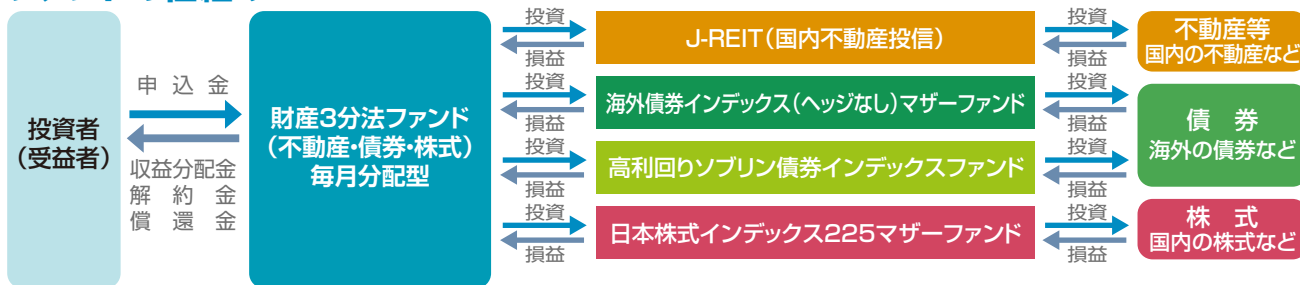 投資者
（受益者）
申込金
収益分配金
解約金
償還金
財産3分法ファンド
（不動産・債券・株式）
毎月分配型
投資
損益
J-REIT（国内不動産投信）
投資
損益
不動産等
国内の不動産など
投資
損益
海外債券インデックス（ヘッジなし）マザーファンド
投資
損益
債券
海外の債券など
投資
損益
高利回りソブリン債券インデックスファンド
投資
損益
投資
損益
日本株式インデックス225マザーファンド
投資
損益
株式
国内の株式など